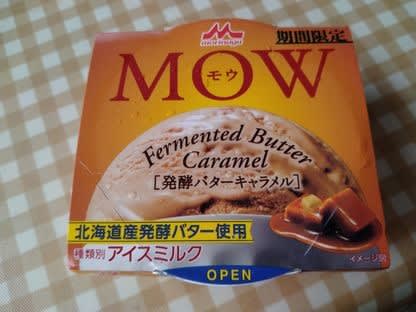 morinaga
期間限定
MOW
モウ
Fermented Butter
Caramel
[発酵バターキャラメル]
北海道産発酵バター使用
種類別 アイスミルク
イメージ図
OPEN